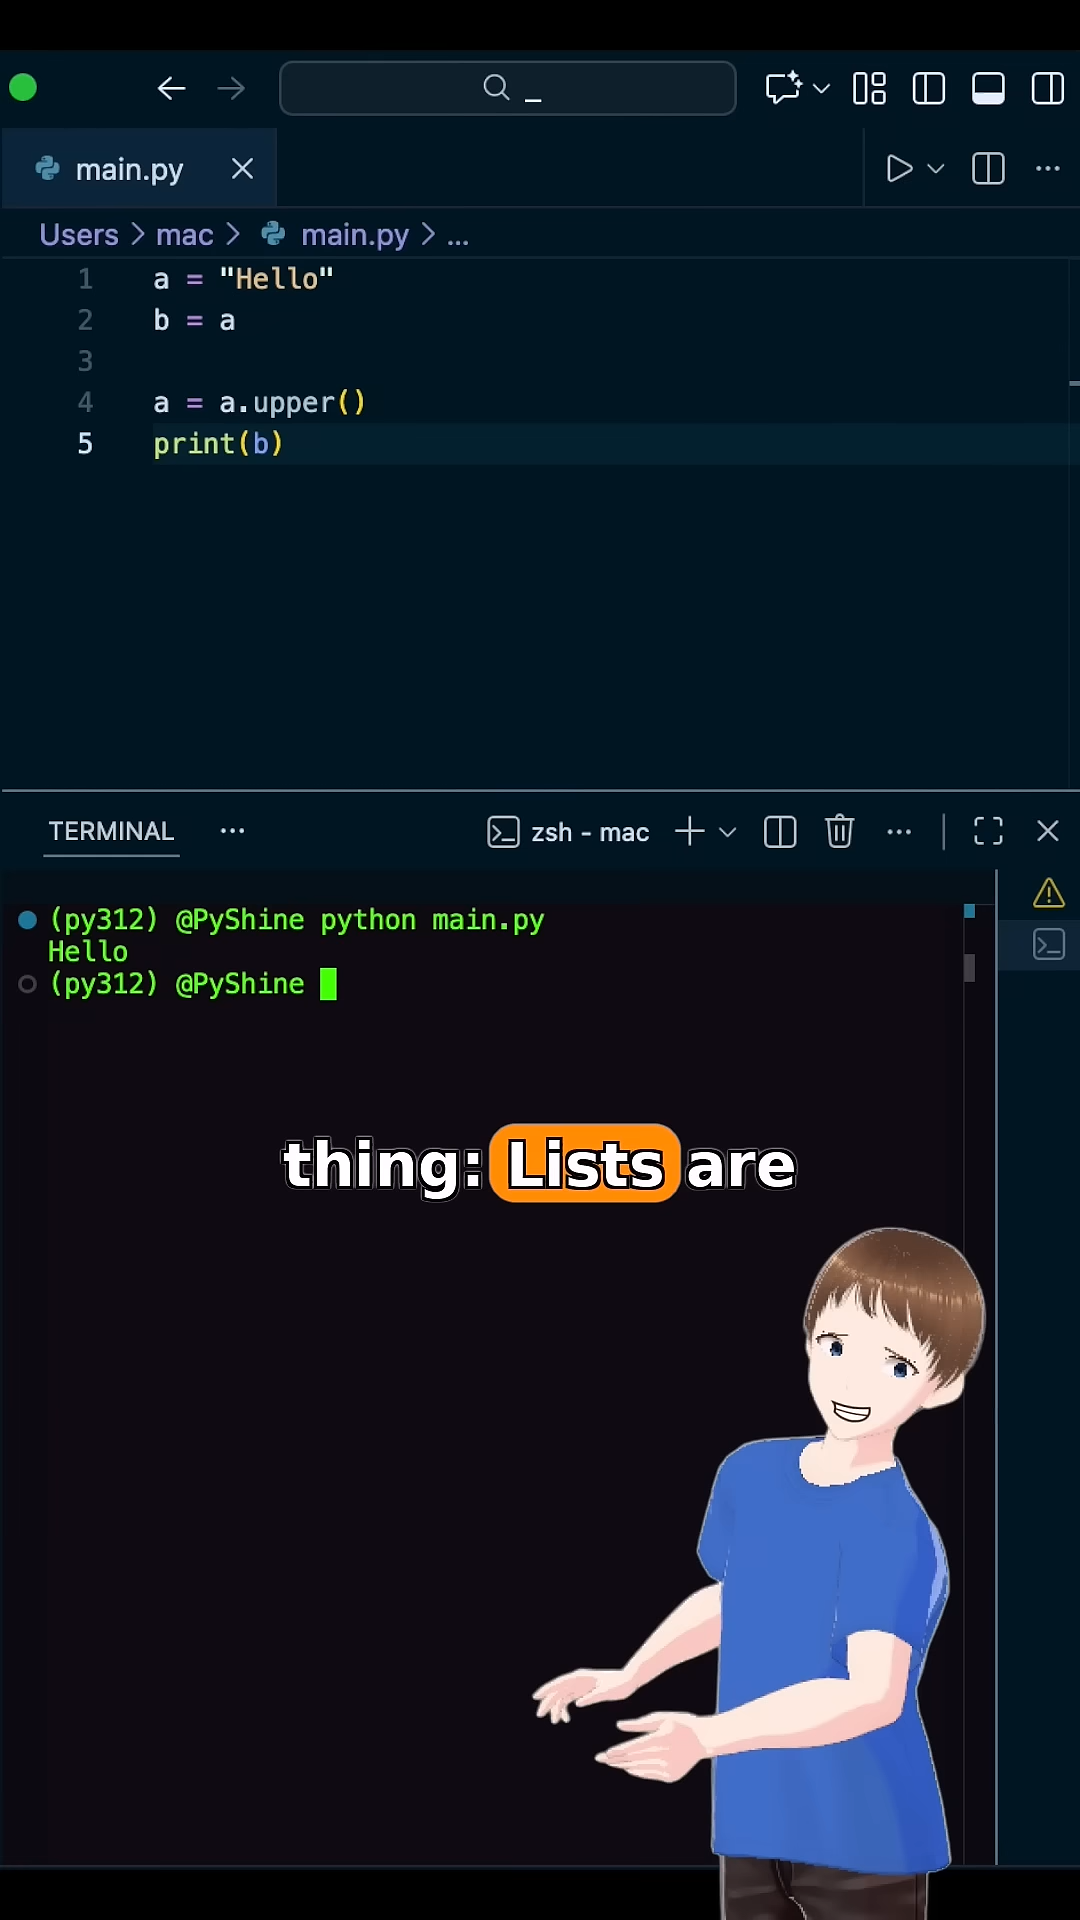 _
main.py
Users > mac > main.py > ...
1 a = "Hello"
2 b = a
3
4 a = a.upper()
5 print(b)
TERMINAL ... zsh - mac
(py312) @PyShine python main.py
Hello
(py312) @PyShine
thing: Lists are